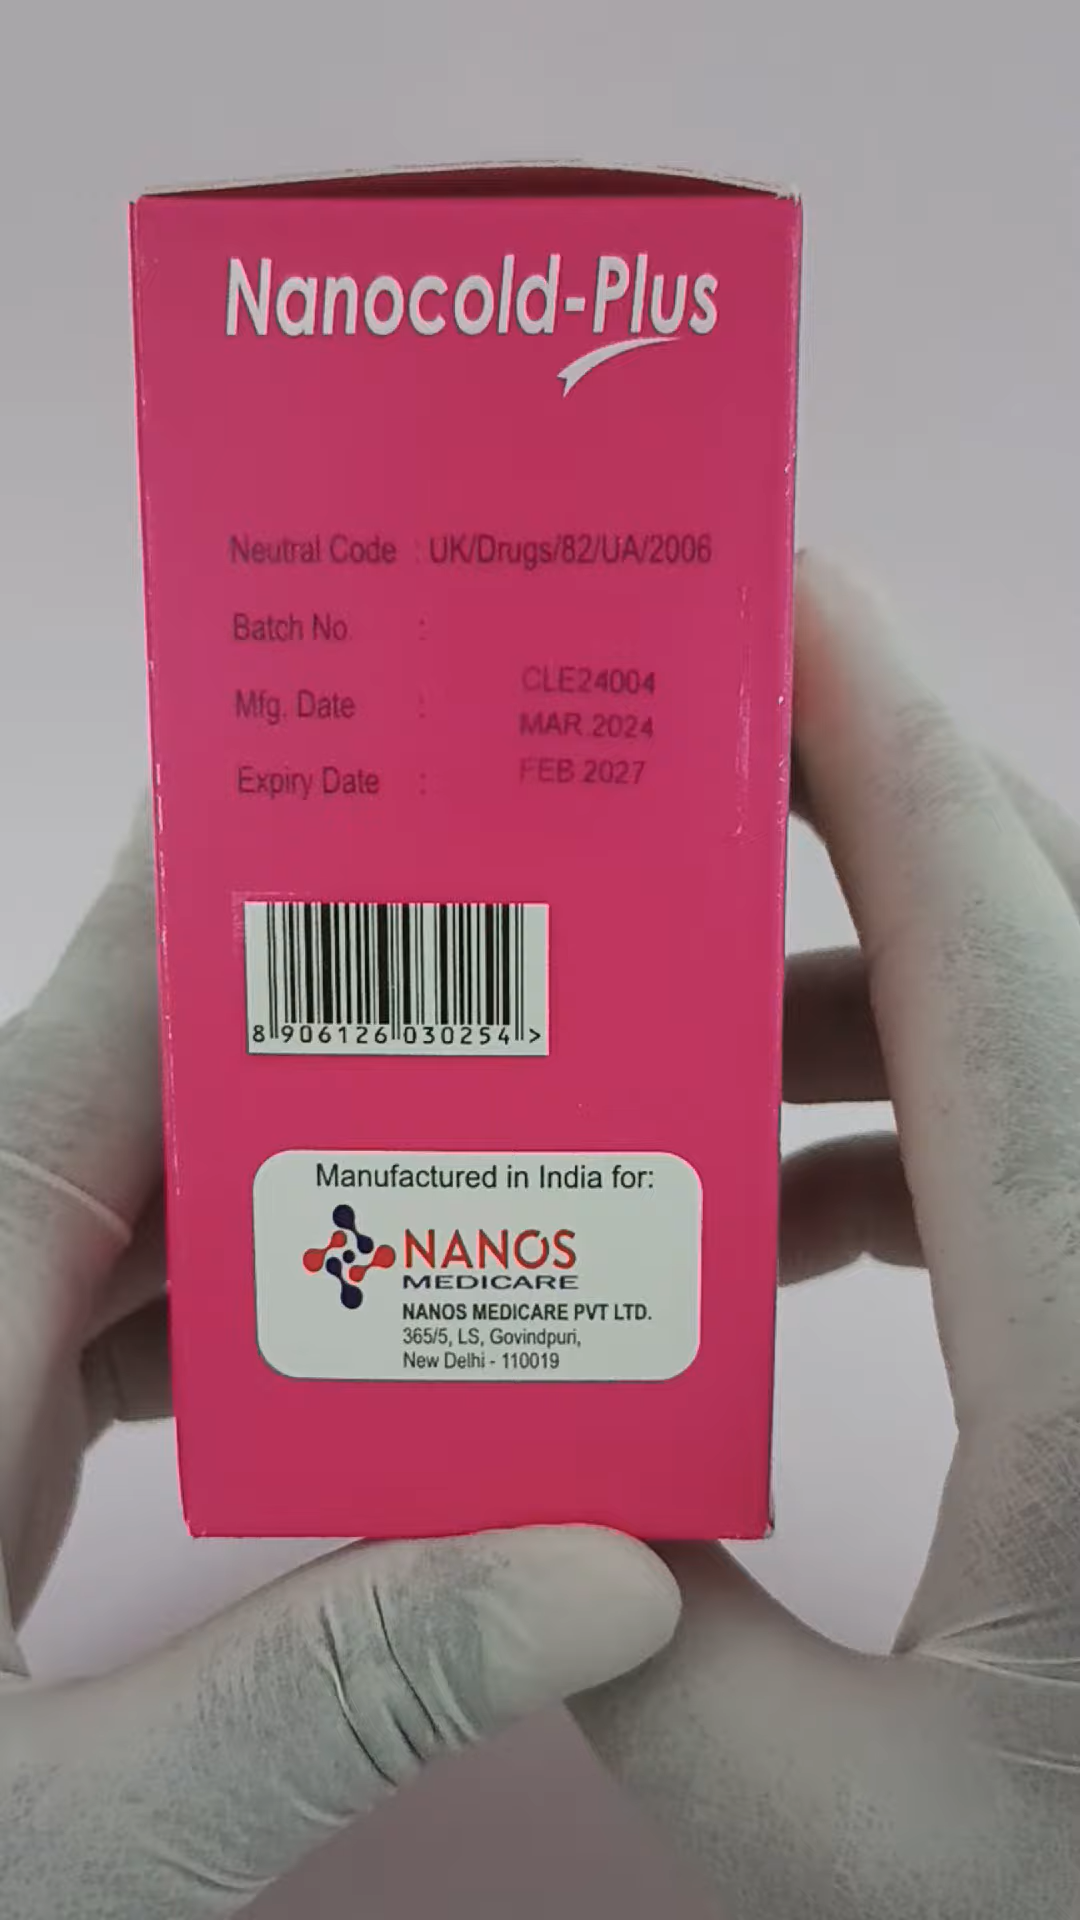 Nanocold-Plus
Neutral Code : UK/Drugs/82/UA/2006
Batch No :
CLE24004
Mfg. Date :
MAR.2024
FEB.2027
Expiry Date :
8 906126 030254 >
Manufactured in India for:
NANOS
MEDICARE
NANOS MEDICARE PVT LTD.
365/5, LS, Govindpuri,
New Delhi - 110019